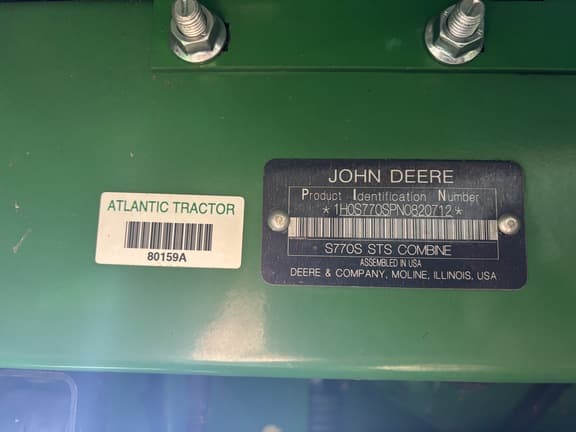 ATLANTIC TRACTOR
80159A
JOHN DEERE
Product Identification Number
*1H0S770SPN0820712*
S770S STS COMBINE
ASSEMBLED IN USA
DEERE & COMPANY, MOLINE, ILLINOIS, USA